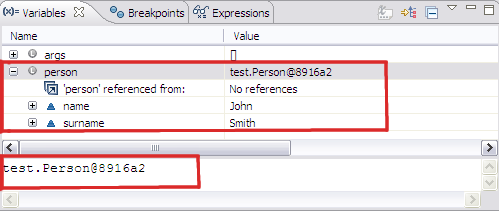 Variables Breakpoints Expressions
Name Value
args []
person test.Person@8916a2
'person' referenced from: No references
name John
surname Smith
test.Person@8916a2